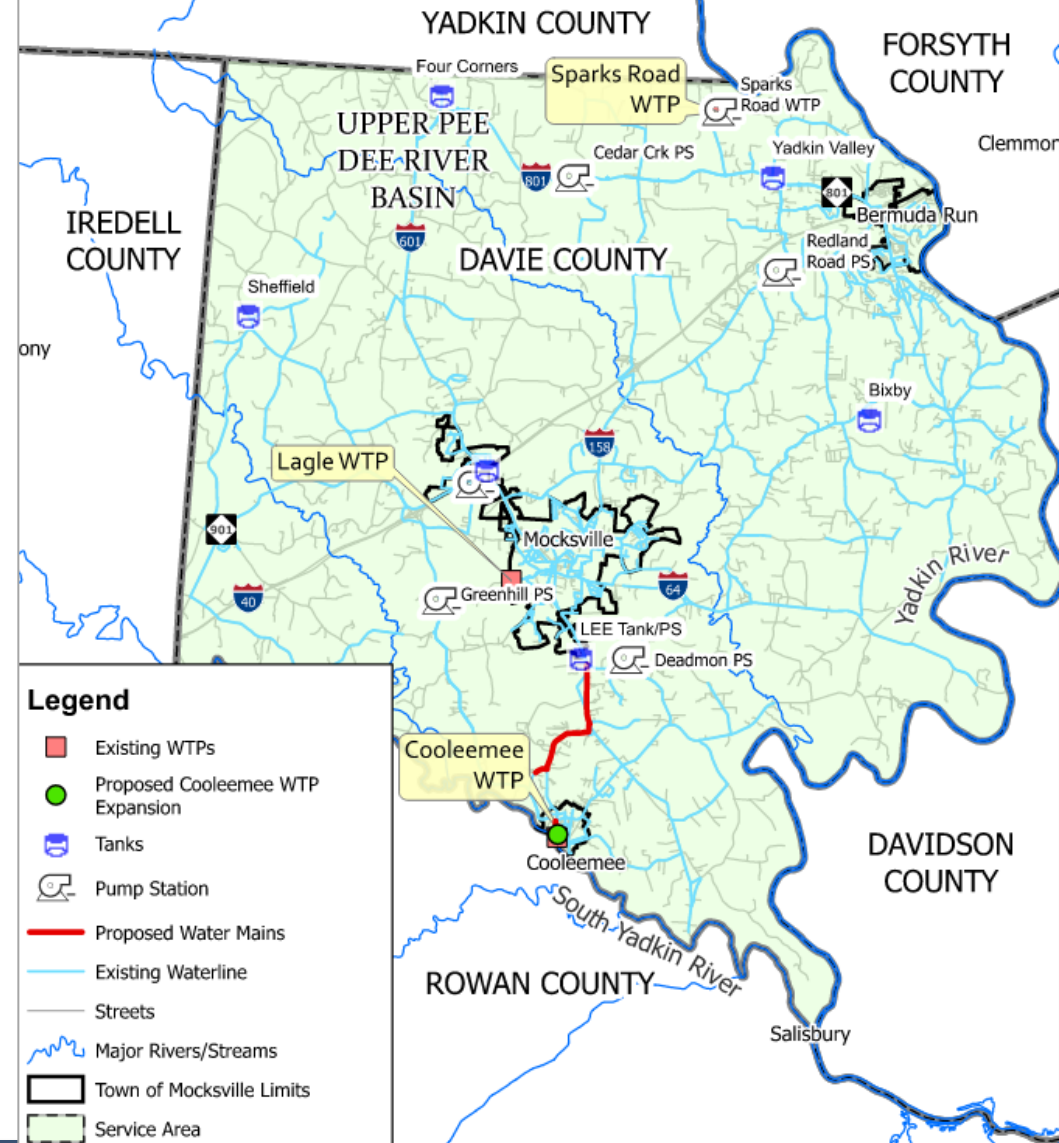 YADKIN COUNTY
FORSYTH
COUNTY
Four Corners
Sparks Road
WTP
Sparks
Road WTP
UPPER PEE
DEE RIVER
BASIN
Clemmon
Cedar Crk PS
Yadkin Valley
801
801
Bermuda Run
IREDELL
COUNTY
601
DAVIE COUNTY
Redland
Road PS
Sheffield
ony
Bixby
158
Lagle WTP
901
Mocksville
Yadkin River
40
Greenhill PS
64
LEE Tank/PS
Deadmon PS
Cooleemee
WTP
Cooleemee
DAVIDSON
COUNTY
South Yadkin River
ROWAN COUNTY
Salisbury
Legend
Existing WTPs
Proposed Cooleemee WTP
Expansion
Tanks
Pump Station
Proposed Water Mains
Existing Waterline
Streets
Major Rivers/Streams
Town of Mocksville Limits
Service Area